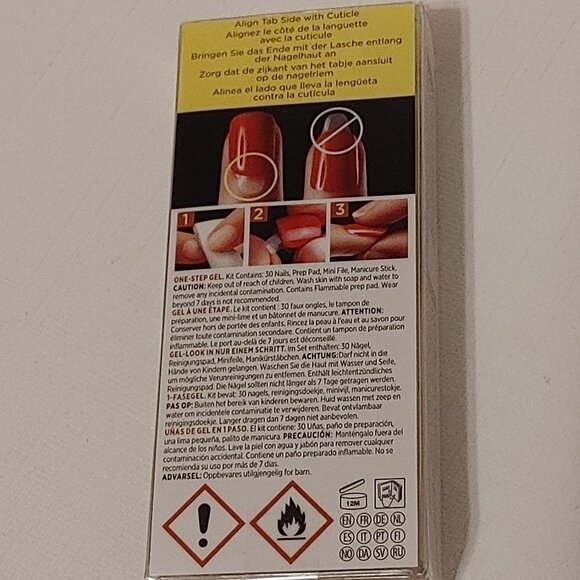 Align Tab Side with Cuticle
Alignez le côté de la languette
avec la cuticule
Bringen Sie das Ende mit der Lasche entlang
der Nagelhaut an
Zorg dat de zijkant van het tabje aansluit
op de nagelriem
Alinea el lado que lleva la lengüeta
contra la cutícula
1 2 3
ONE-STEP GEL. Kit Contains: 30 Nails, Prep Pad, Mini File, Manicure Stick.
CAUTION: Keep out of reach of children. Wash skin with soap and water to
remove any incidental contamination. Contains Flammable prep pad. Wear
beyond 7 days is not recommended.
GEL À UNE ÉTAPE. Le kit contient : 30 faux ongles, le tampon de
préparation, une mini-lime et un bâtonnet de manucure. ATTENTION:
Conserver hors de portée des enfants. Rincez la peau à l'eau et au savon pour
éliminer toute contamination secondaire. Contient un tampon de préparation
inflammable. Le port au-delà de 7 jours est déconseillé.
GEL-LOOK IN NUR EINEM SCHRITT. Im Set enthalten: 30 Nägel,
Reinigungspad, Minifeile, Manikürstäbchen. ACHTUNG: Darf nicht in die
Hände von Kindern gelangen. Waschen Sie die Haut mit Wasser und Seife,
um mögliche Verunreinigungen zu entfernen. Enthält leichtentzündliches
Reinigungspad. Die Nägel sollten nicht länger als 7 Tage getragen werden.
1-FASEGEL. Kit bevat: 30 nagels, reinigingsdoekje, minivijl, manicurestokje.
PAS OP: Buiten het bereik van kinderen bewaren. Huid wassen met zeep en
water om incidentele contaminatie te verwijderen. Bevat ontvlambaar
reinigingsdoekje. Langer dragen dan 7 dagen niet aanbevolen.
UÑAS DE GEL EN 1 PASO. El kit contiene: 30 Uñas, paño de preparación,
una lima pequeña, palito de manicura. PRECAUCIÓN: Manténgalo fuera del
alcance de los niños. Lave la piel con agua y jabón para remover cualquier
contaminación accidental. Contiene un paño preparado inflamable. No se
recomienda su uso por más de 7 días.
ADVARSEL: Oppbevares utilgjengelig for barn.
12M
EN FR DE NL
ES IT PT FI
NO DA SV RU